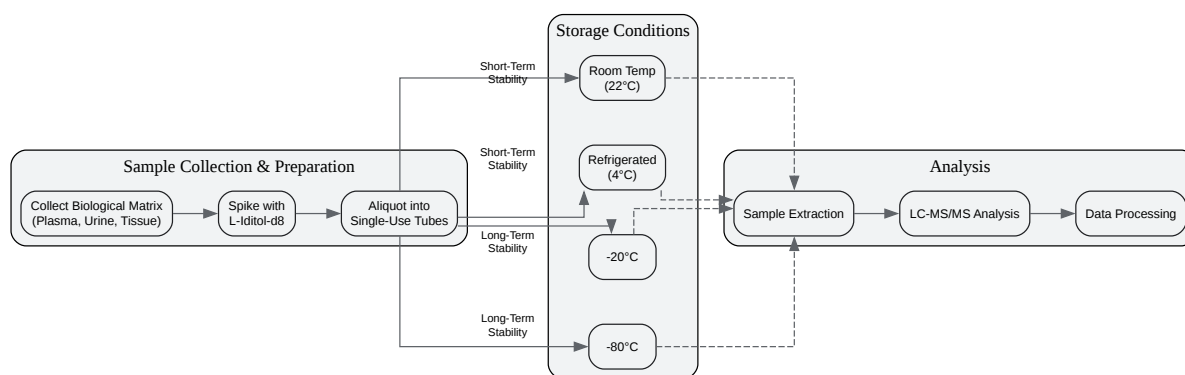 Storage Conditions
Short-Term
Stability
Room Temp
(22°C)
Sample Collection & Preparation
Collect Biological Matrix
(Plasma, Urine, Tissue)
Spike with
L-Iditol-d8
Aliquot into
Single-Use Tubes
Short-Term
Stability
Refrigerated
(4°C)
Long-Term
Stability
-20°C
Long-Term
Stability
-80°C
Analysis
Sample Extraction
LC-MS/MS Analysis
Data Processing